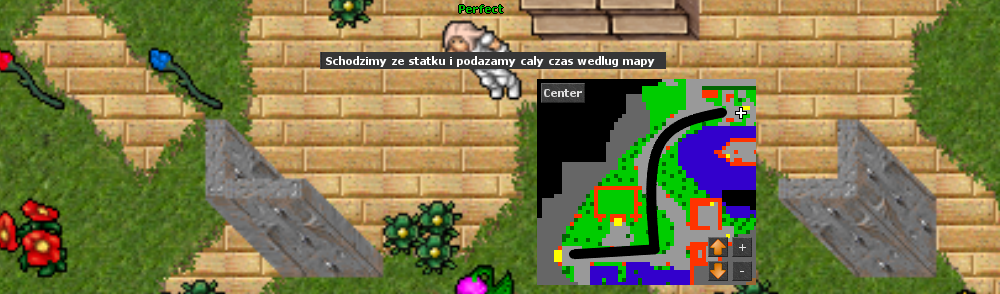 Perfect
Schodzimy ze statku i podazamy caly czas wedlug mapy
Center
+
-